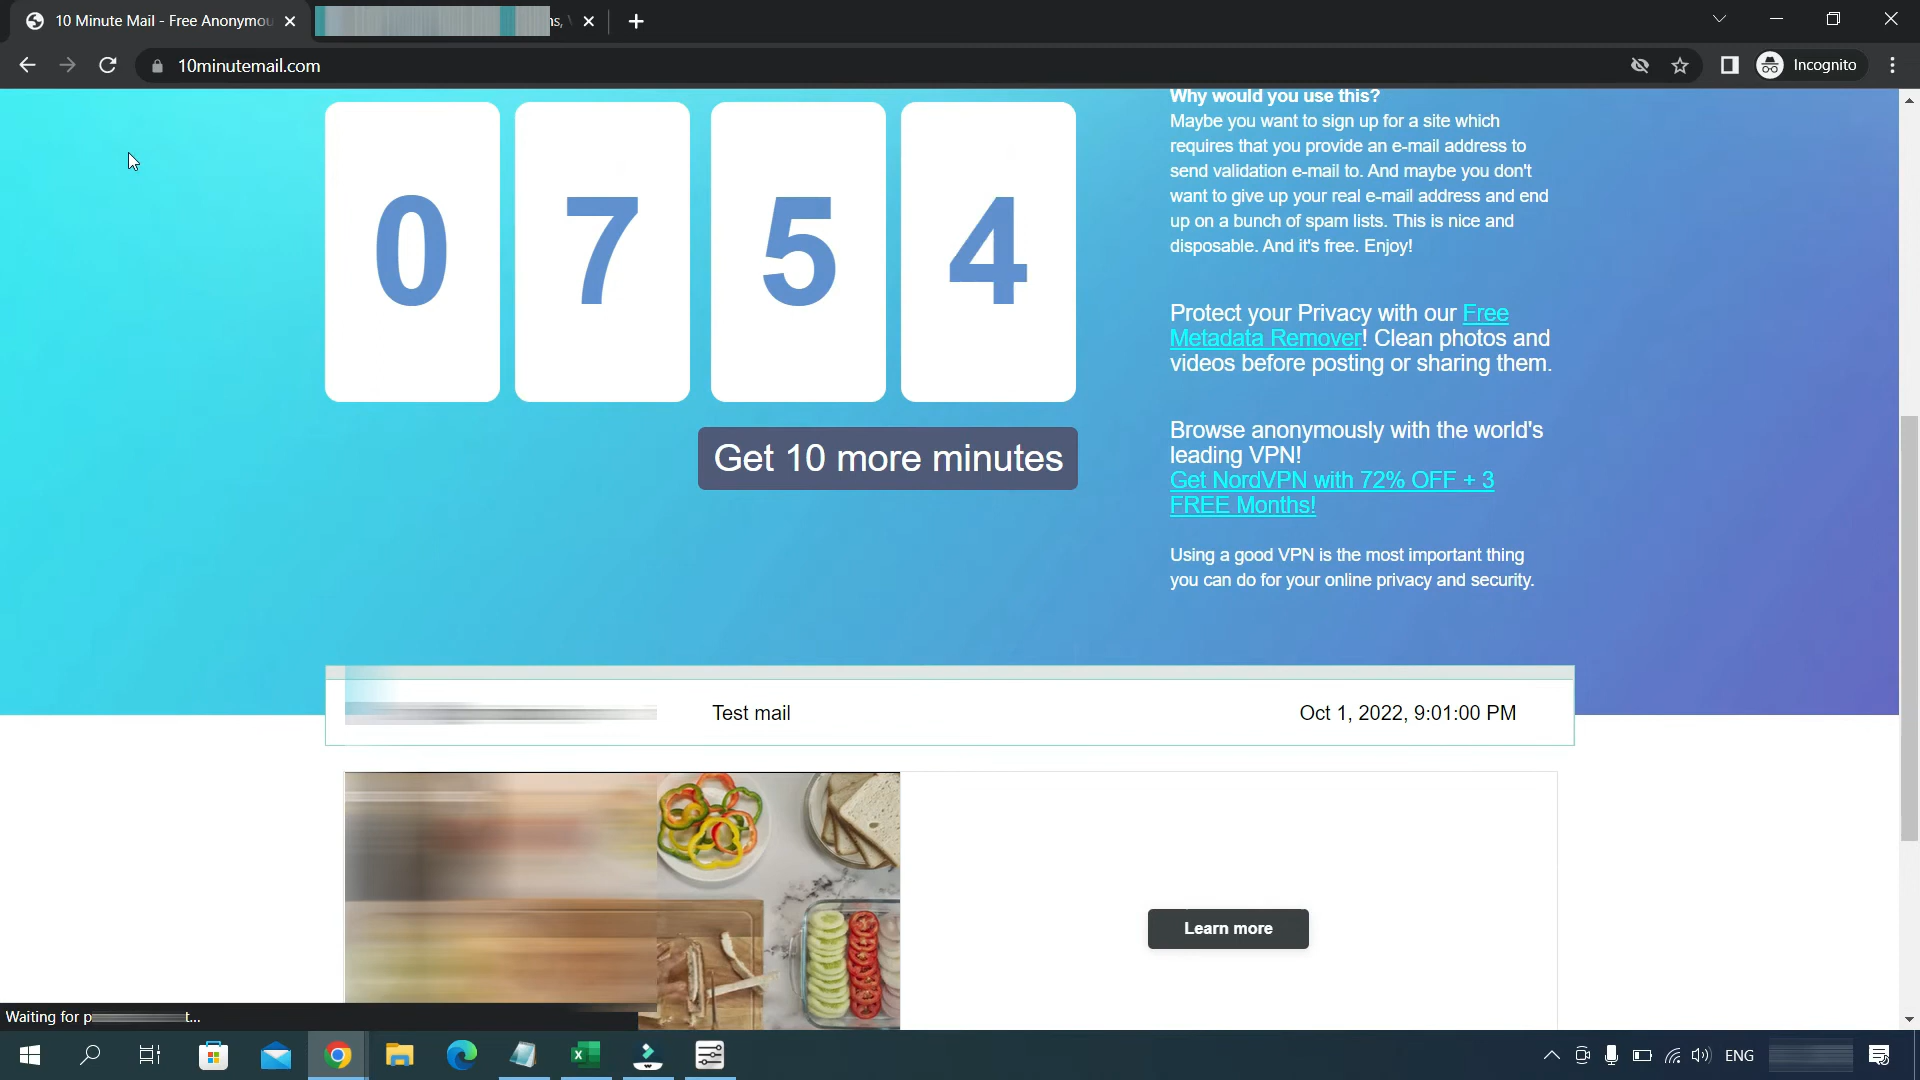 10 Minute Mail - Free Anonymou
10minutemail.com
Incognito
Why would you use this?
Maybe you want to sign up for a site which
requires that you provide an e-mail address to
send validation e-mail to. And maybe you don't
want to give up your real e-mail address and end
up on a bunch of spam lists. This is nice and
disposable. And it's free. Enjoy!
0 7 5 4
Get 10 more minutes
Protect your Privacy with our Free
Metadata Remover! Clean photos and
videos before posting or sharing them.
Browse anonymously with the world's
leading VPN!
Get NordVPN with 72% OFF + 3
FREE Months!
Using a good VPN is the most important thing
you can do for your online privacy and security.
Test mail
Oct 1, 2022, 9:01:00 PM
Learn more
Waiting for
ENG